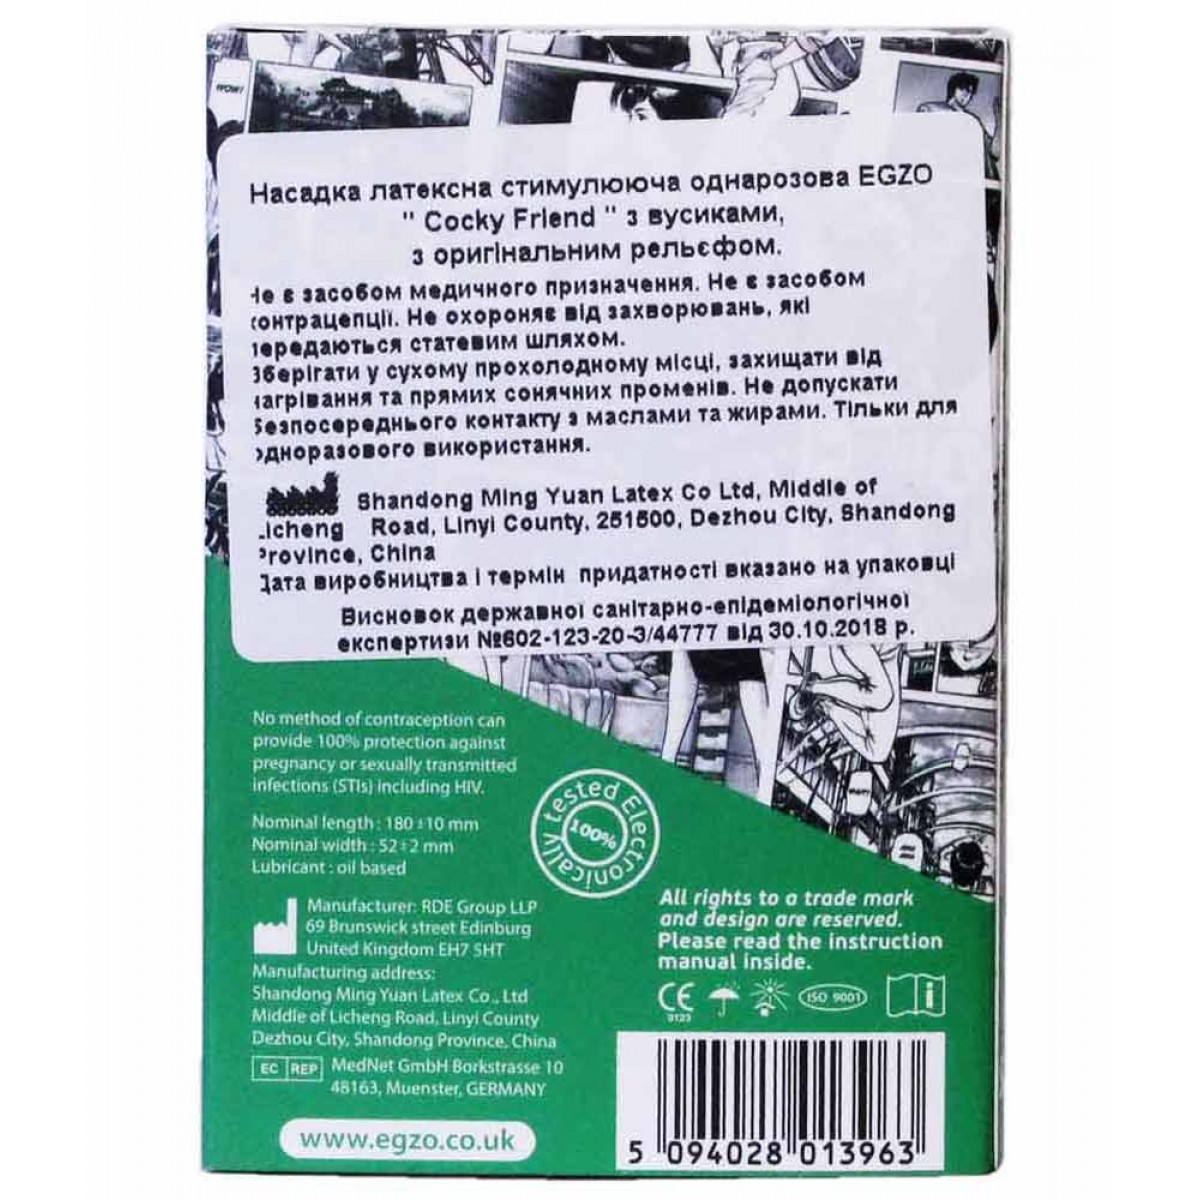 WOW!
Насадка латексна стимулююча одноразова EGZO
" Cocky Friend " з вусиками,
з оригінальним рельєфом.
Не є засобом медичного призначення. Не є засобом
контрацепції. Не охороняє від захворювань, які
передаються статевим шляхом.
Зберігати у сухому прохолодному місці, захищати від
нагрівання та прямих сонячних променів. Не допускати
безпосереднього контакту з маслами та жирами. Тільки для
одноразового використання.
Shandong Ming Yuan Latex Co Ltd, Middle of
Licheng Road, Linyi County, 251500, Dezhou City, Shandong
Province, China
Дата виробництва і термін придатності вказано на упаковці
Висновок державної санітарно-епідеміологічної
експертизи №602-123-20-3/44777 від 30.10.2018 р.
No method of contraception can
provide 100% protection against
pregnancy or sexually transmitted
infections (STIs) including HIV.
Nominal length : 180±10 mm
Nominal width : 52±2 mm
Lubricant : oil based
Electronically tested
100%
Manufacturer: RDE Group LLP
69 Brunswick street Edinburg
United Kingdom EH7 5HT
Manufacturing address:
Shandong Ming Yuan Latex Co., Ltd
Middle of Licheng Road, Linyi County
Dezhou City, Shandong Province, China
EC REP MedNet GmbH Borkstrasse 10
48163, Muenster, GERMANY
www.egzo.co.uk
All rights to a trade mark
and design are reserved.
Please read the instruction
manual inside.
CE 0123 ISO 9001 i
5 094028 013963